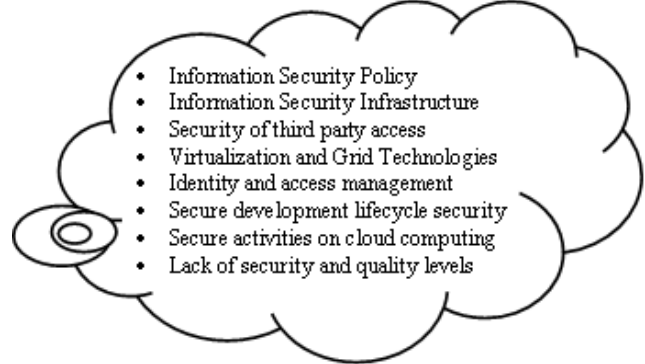 • Information Security Policy
• Information Security Infrastructure
• Security of third party access
• Virtualization and Grid Technologies
• Identity and access management
• Secure development lifecycle security
• Secure activities on cloud computing
• Lack of security and quality levels